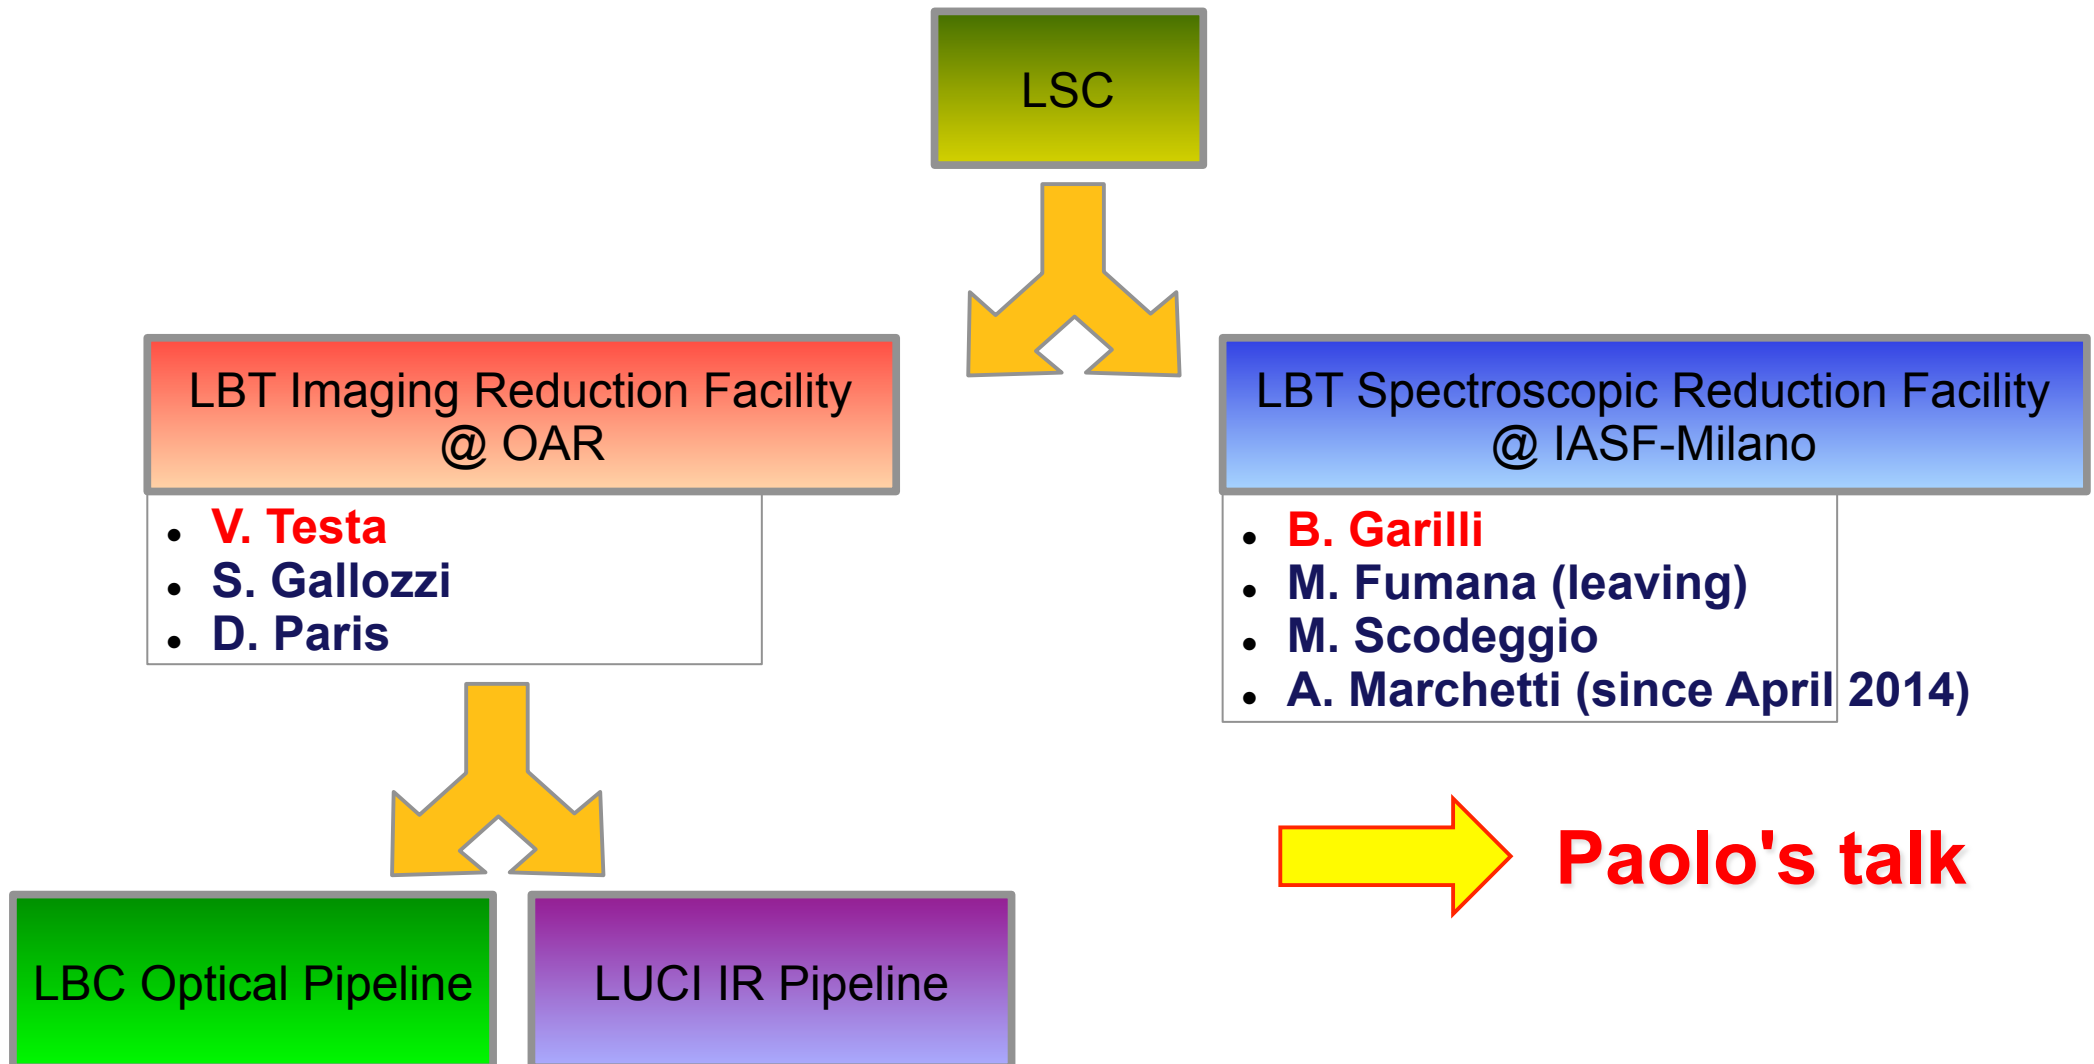 LSC
LBT Imaging Reduction Facility
@ OAR
• V. Testa
• S. Gallozzi
• D. Paris
LBT Spectroscopic Reduction Facility
@ IASF-Milano
• B. Garilli
• M. Fumana (leaving)
• M. Scodeggio
• A. Marchetti (since April 2014)
Paolo's talk
LBC Optical Pipeline
LUCI IR Pipeline